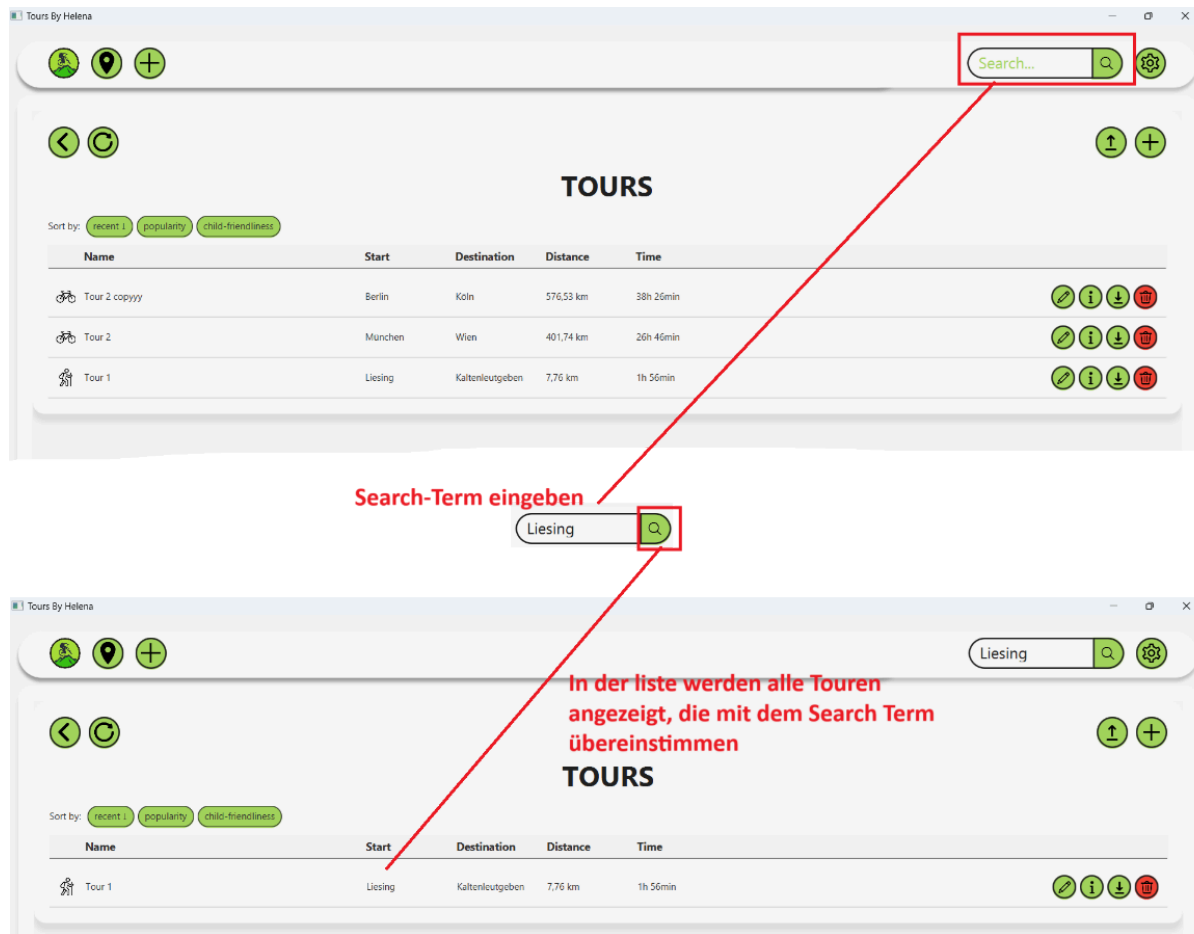 Tours By Helena
Search...
TOURS
Sort by: recent ↓ popularity child-friendliness
Name Start Destination Distance Time
Tour 2 copyyy Berlin Köln 576,53 km 38h 26min
Tour 2 München Wien 401,74 km 26h 46min
Tour 1 Liesing Kaltenleutgeben 7,76 km 1h 56min
Search-Term eingeben
Liesing
Tours By Helena
Liesing
In der liste werden alle Touren
angezeigt, die mit dem Search Term
übereinstimmen
TOURS
Sort by: recent ↓ popularity child-friendliness
Name Start Destination Distance Time
Tour 1 Liesing Kaltenleutgeben 7,76 km 1h 56min